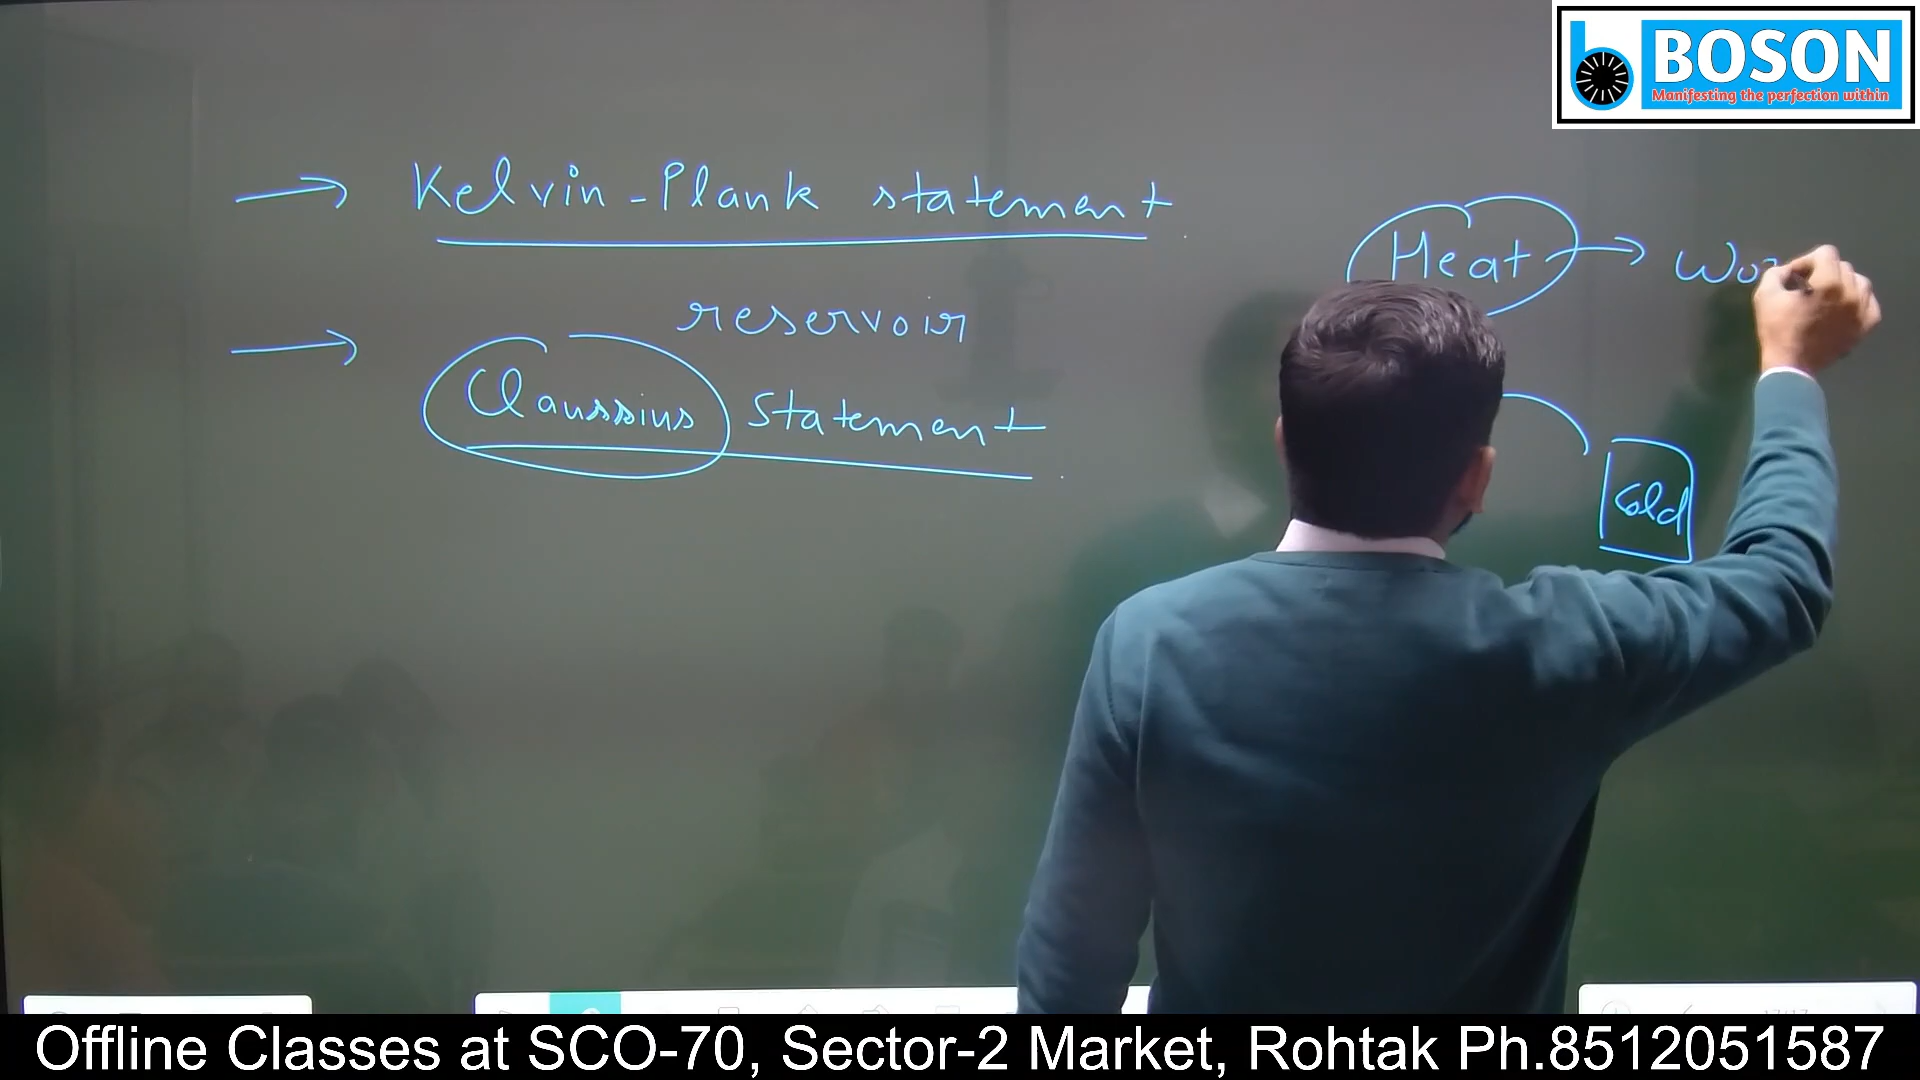 BOSON
Manifesting the perfection within
→ Kelvin-Plank statement
Heat → Wo
reservoir
→ Claussius Statement
Cold
Offline Classes at SCO-70, Sector-2 Market, Rohtak Ph.8512051587